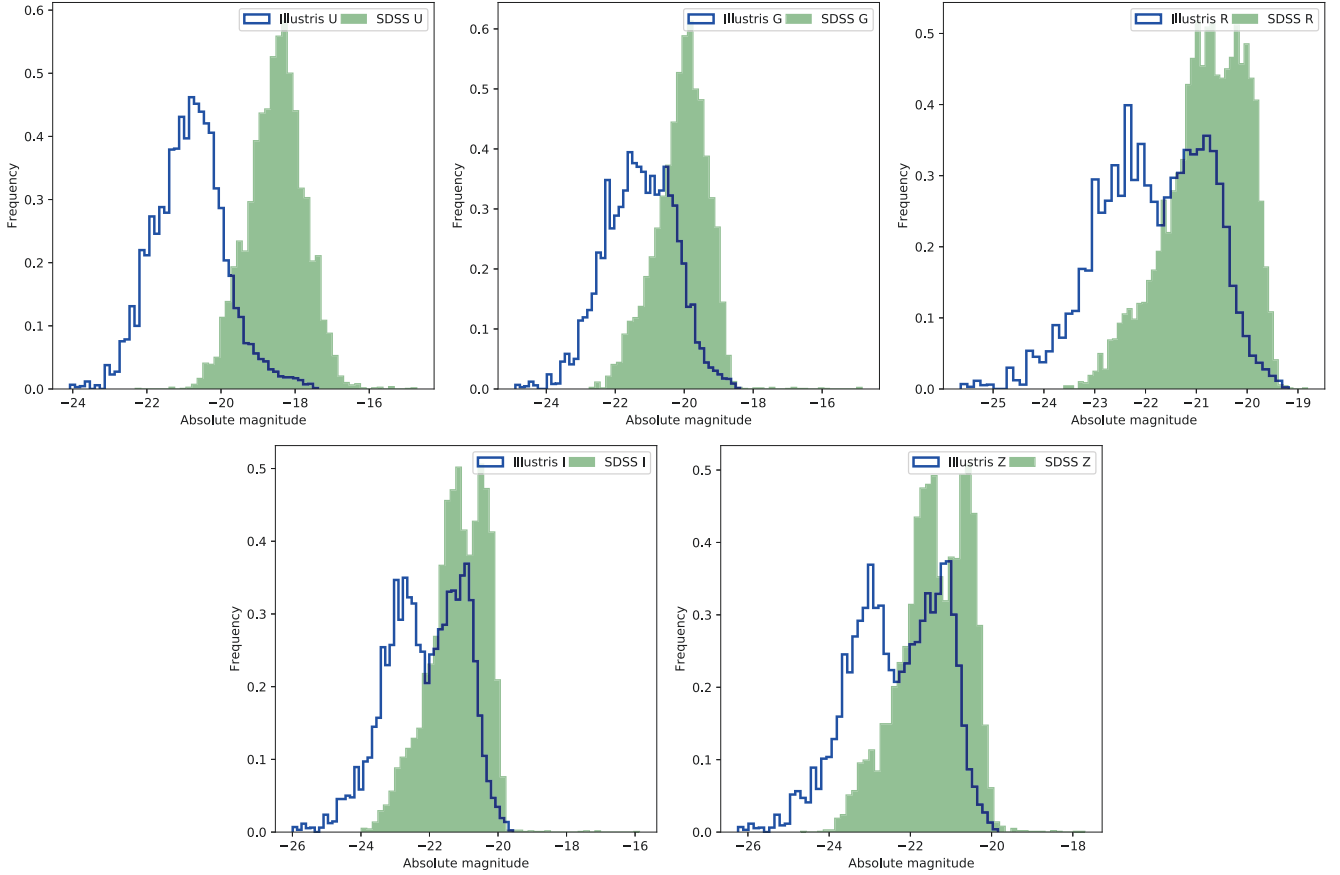 Illustris U SDSS U
0.6
0.5
0.4
0.3
0.2
0.1
0.0
Frequency
−24 −22 −20 −18 −16
Absolute magnitude
Illustris G SDSS G
0.6
0.5
0.4
0.3
0.2
0.1
0.0
Frequency
−24 −22 −20 −18 −16
Absolute magnitude
Illustris R SDSS R
0.5
0.4
0.3
0.2
0.1
0.0
Frequency
−25 −24 −23 −22 −21 −20 −19
Absolute magnitude
Illustris I SDSS I
0.5
0.4
0.3
0.2
0.1
0.0
Frequency
−26 −24 −22 −20 −18 −16
Absolute magnitude
Illustris Z SDSS Z
0.5
0.4
0.3
0.2
0.1
0.0
Frequency
−26 −24 −22 −20 −18
Absolute magnitude